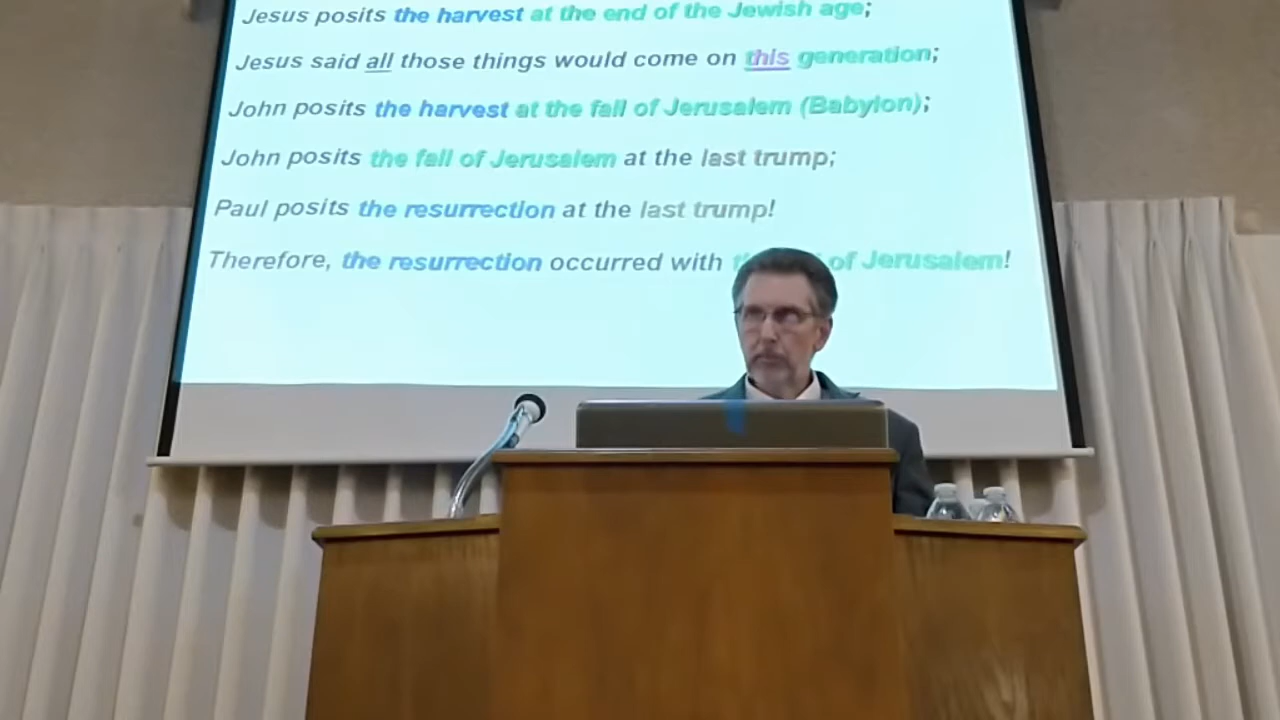 Jesus posits the harvest at the end of the Jewish age;
Jesus said all those things would come on this generation;
John posits the harvest at the fall of Jerusalem (Babylon);
John posits the fall of Jerusalem at the last trump;
Paul posits the resurrection at the last trump!
Therefore, the resurrection occurred with of Jerusalem!